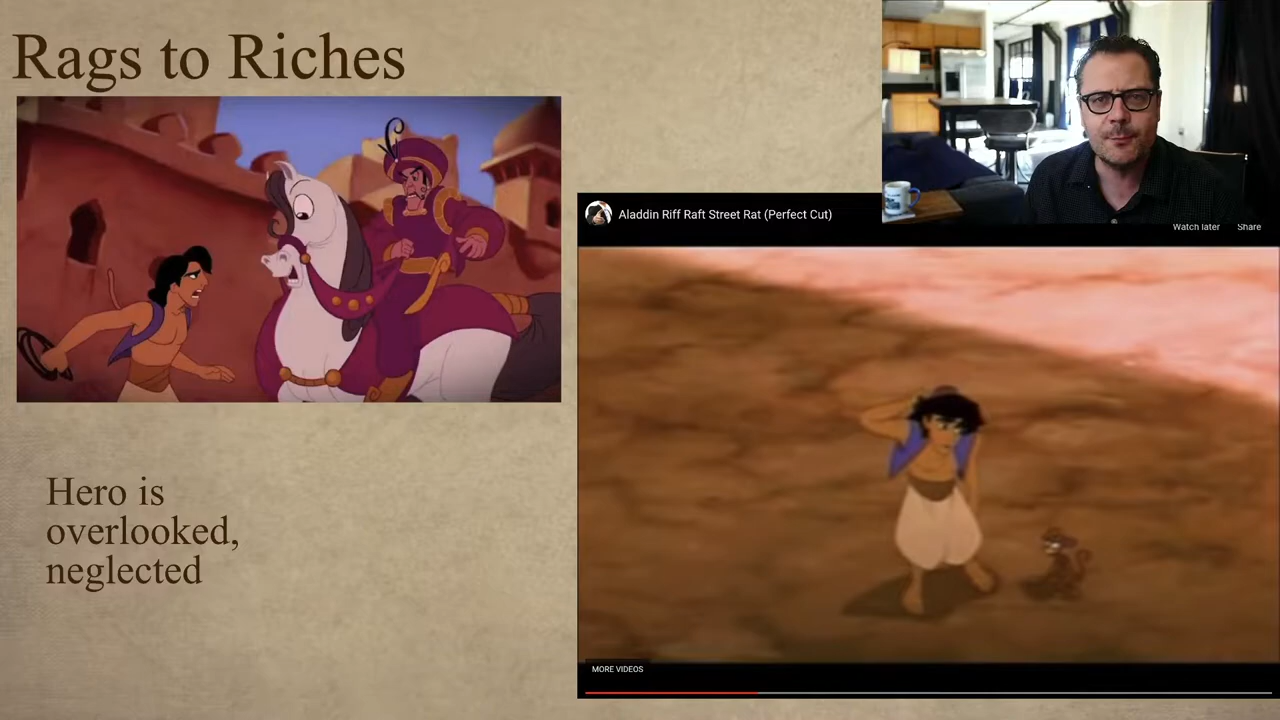 Rags to Riches
Aladdin Riff Raft Street Rat (Perfect Cut)
Watch later
Share
Hero is
overlooked,
neglected
MORE VIDEOS